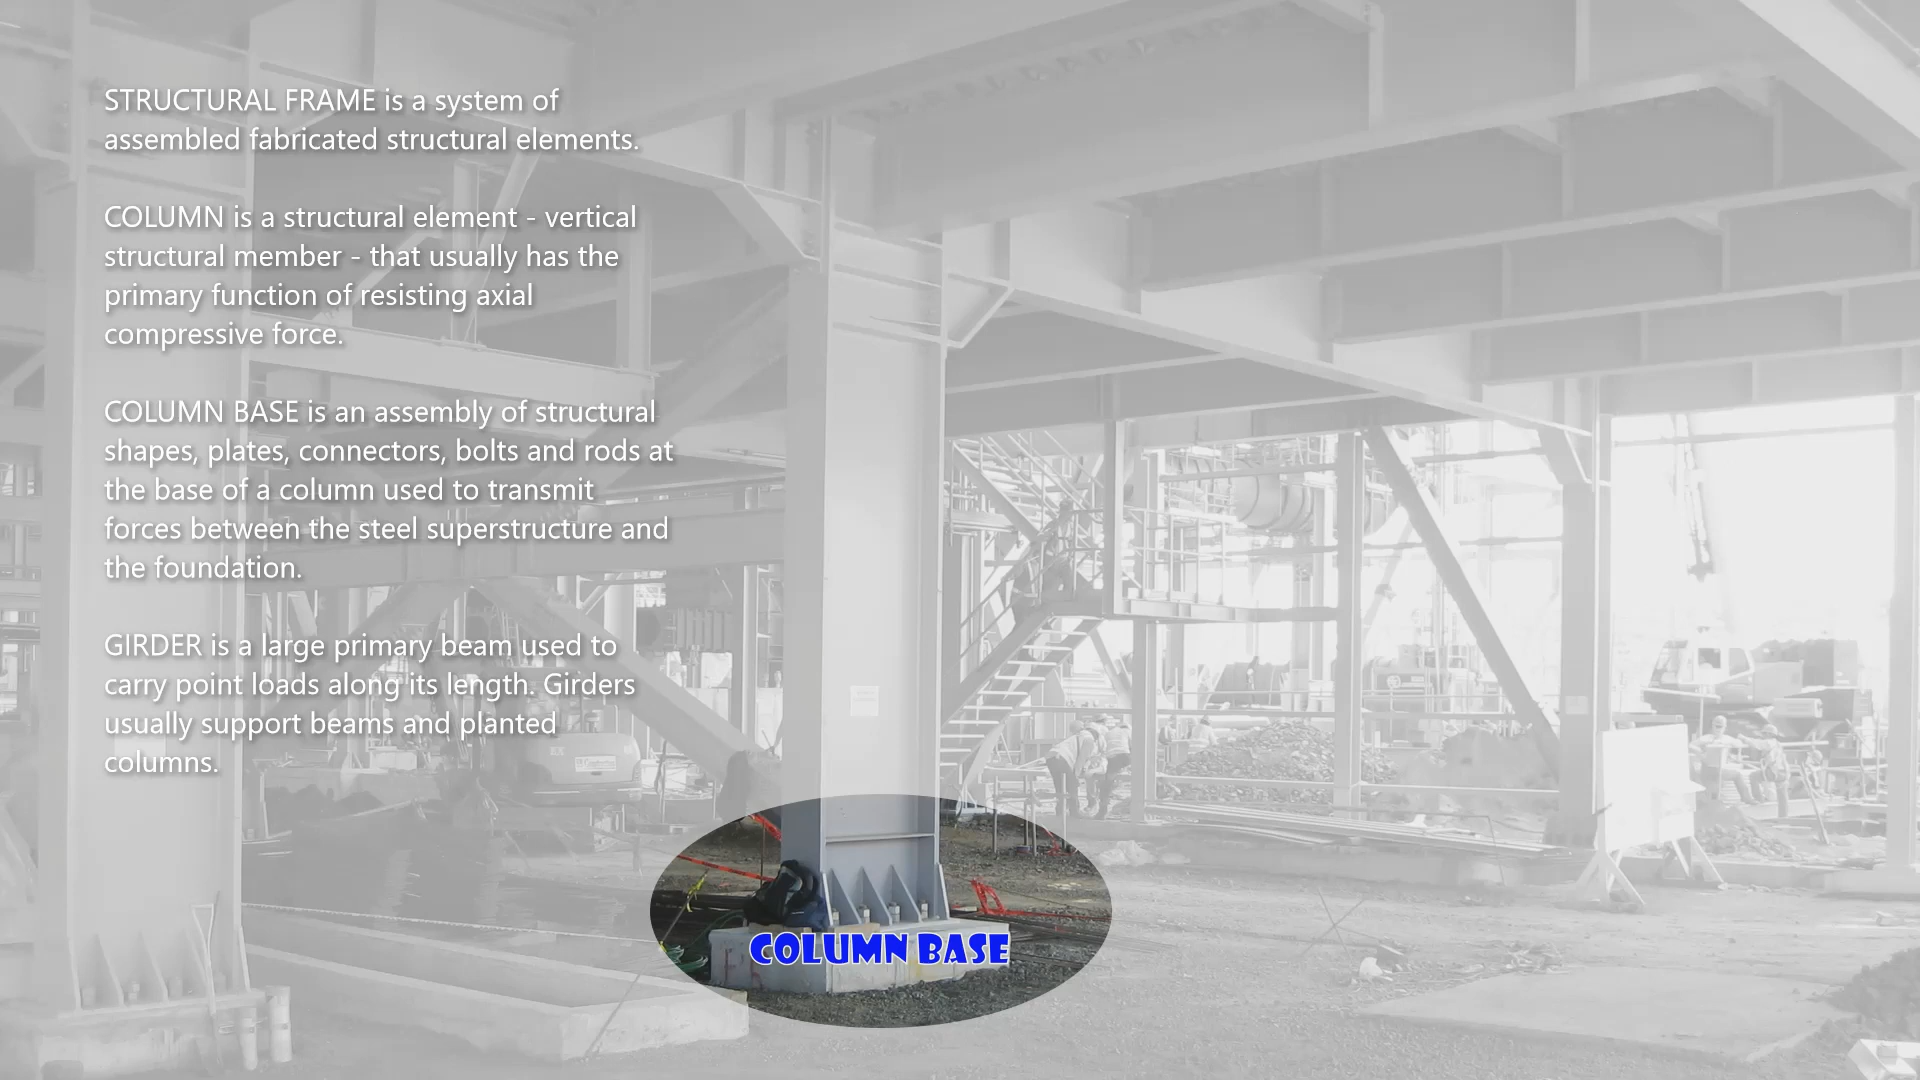 STRUCTURAL FRAME is a system of
assembled fabricated structural elements.
COLUMN is a structural element - vertical
structural member - that usually has the
primary function of resisting axial
compressive force.
COLUMN BASE is an assembly of structural
shapes, plates, connectors, bolts and rods at
the base of a column used to transmit
forces between the steel superstructure and
the foundation.
GIRDER is a large primary beam used to
carry point loads along its length. Girders
usually support beams and planted
columns.
COLUMN BASE